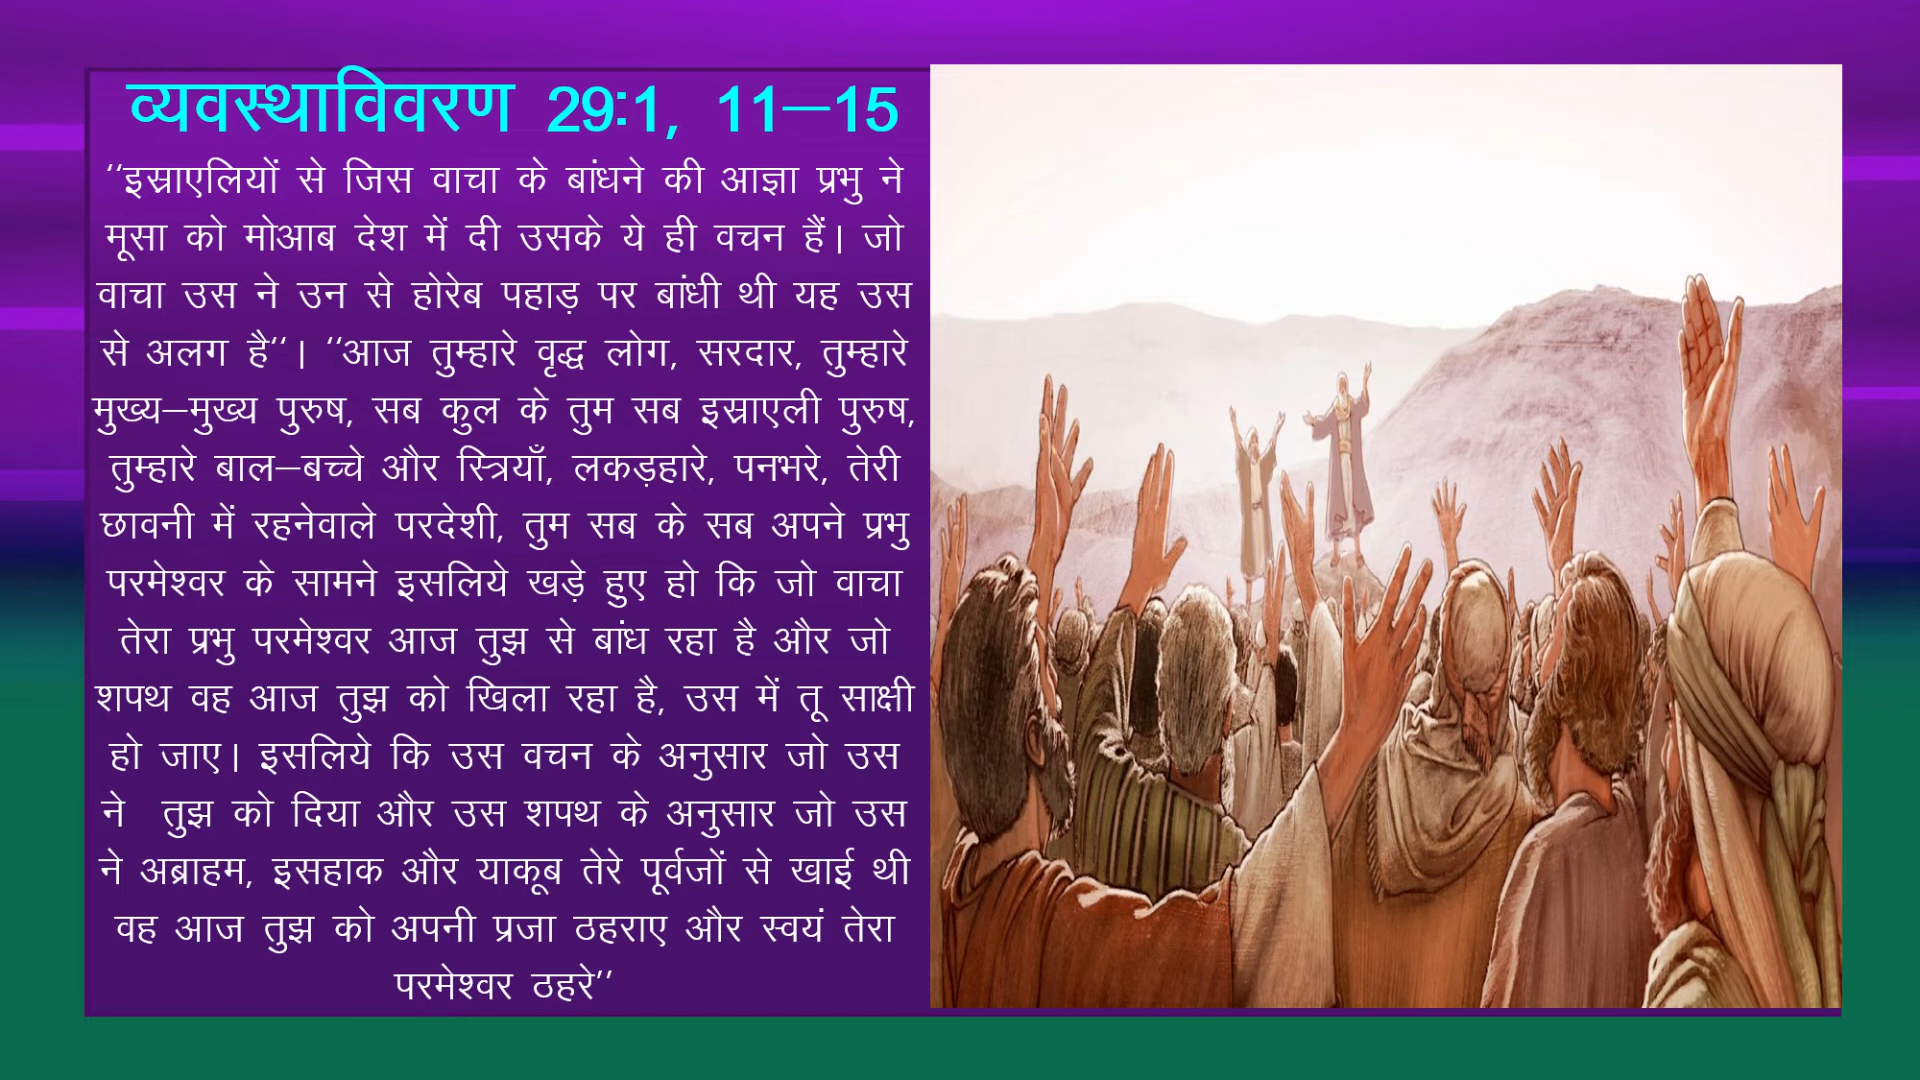 व्यवस्थाविवरण 29:1, 11–15
‘‘इस्राएलियों से जिस वाचा के बांधने की आज्ञा प्रभु ने
मूसा को मोआब देश में दी उसके ये ही वचन हैं। जो
वाचा उस ने उन से होरेब पहाड़ पर बांधी थी यह उस
से अलग है‘‘। ‘‘आज तुम्हारे वृद्ध लोग, सरदार, तुम्हारे
मुख्य–मुख्य पुरुष, सब कुल के तुम सब इस्राएली पुरुष,
तुम्हारे बाल–बच्चे और स्त्रियाँ, लकड़हारे, पनभरे, तेरी
छावनी में रहनेवाले परदेशी, तुम सब के सब अपने प्रभु
परमेश्वर के सामने इसलिये खड़े हुए हो कि जो वाचा
तेरा प्रभु परमेश्वर आज तुझ से बांध रहा है और जो
शपथ वह आज तुझ को खिला रहा है, उस में तू साक्षी
हो जाए। इसलिये कि उस वचन के अनुसार जो उस
ने तुझ को दिया और उस शपथ के अनुसार जो उस
ने अब्राहम, इसहाक और याकूब तेरे पूर्वजों से खाई थी
वह आज तुझ को अपनी प्रजा ठहराए और स्वयं तेरा
परमेश्वर ठहरे’’